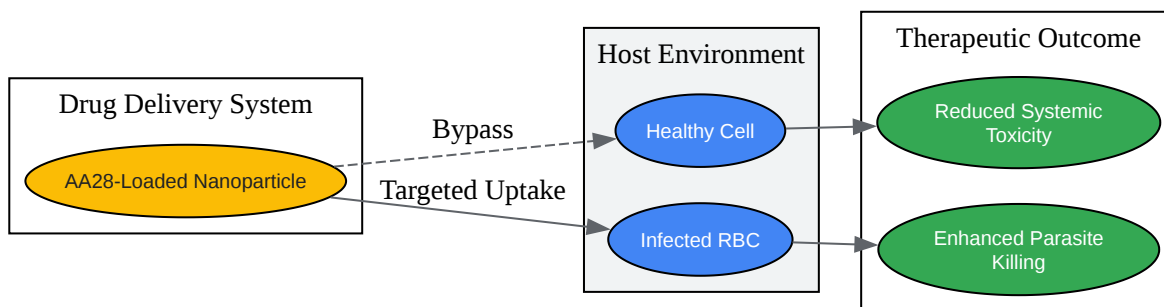 Drug Delivery System
AA28-Loaded Nanoparticle
Bypass
Targeted Uptake
Host Environment
Healthy Cell
Infected RBC
Therapeutic Outcome
Reduced Systemic
Toxicity
Enhanced Parasite
Killing